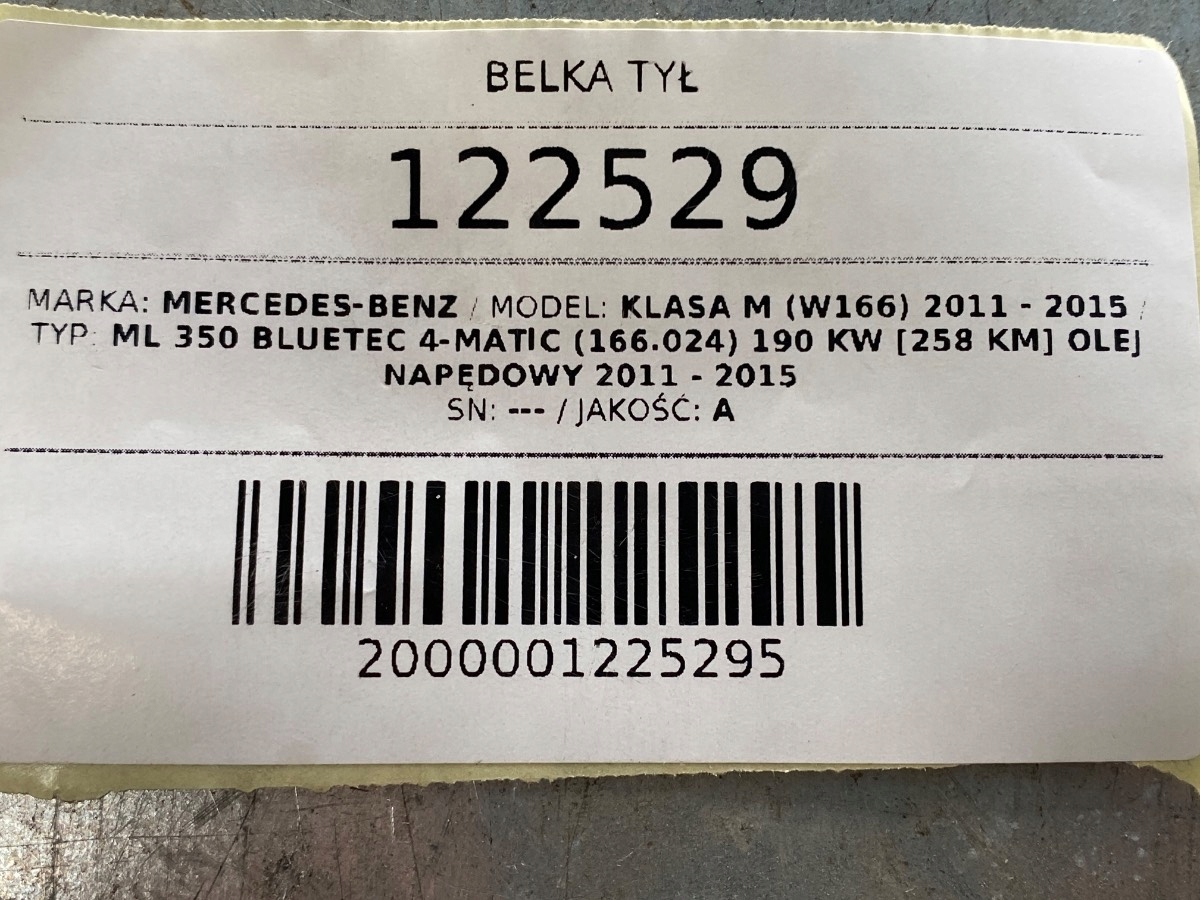 BELKA TYŁ
122529
MARKA: MERCEDES-BENZ / MODEL: KLASA M (W166) 2011 - 2015 /
TYP: ML 350 BLUETEC 4-MATIC (166.024) 190 KW [258 KM] OLEJ
NAPĘDOWY 2011 - 2015
SN: --- / JAKOŚĆ: A
2000001225295